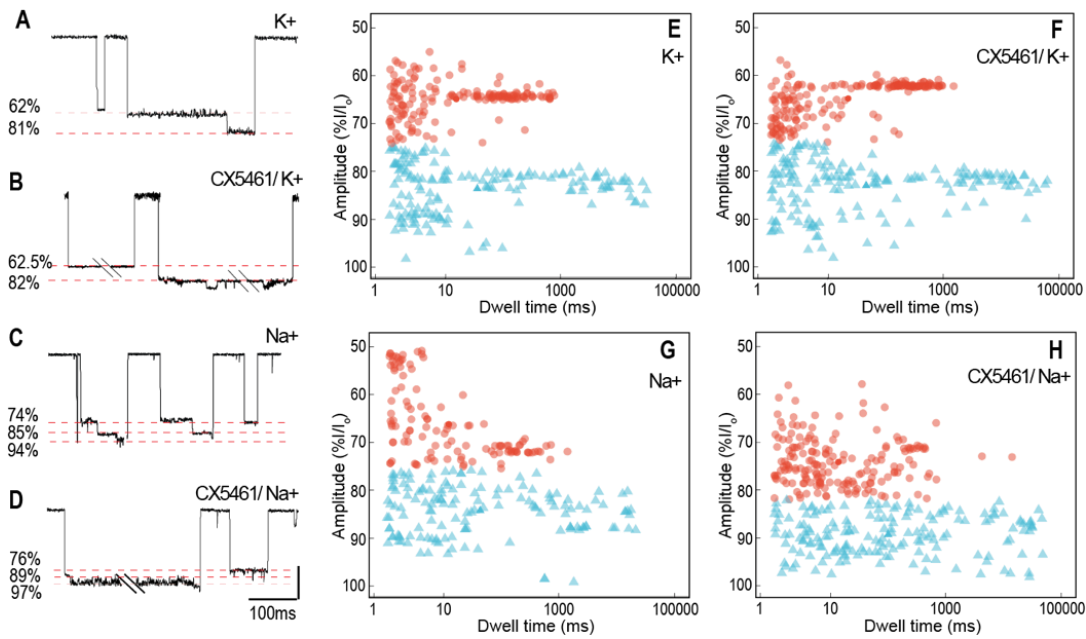 A
K+
62%
81%
B
CX5461/ K+
62.5%
82%
C
Na+
74%
85%
94%
D
CX5461/ Na+
76%
89%
97%
100ms
E
K+
50
60
70
80
90
100
Amplitude (%I/Io)
1 10 1000 100000
Dwell time (ms)
F
CX5461/ K+
50
60
70
80
90
100
Amplitude (%I/Io)
1 10 1000 100000
Dwell time (ms)
G
Na+
50
60
70
80
90
100
Amplitude (%I/Io)
1 10 1000 100000
Dwell time (ms)
H
CX5461/ Na+
50
60
70
80
90
100
Amplitude (%I/Io)
1 10 1000 100000
Dwell time (ms)